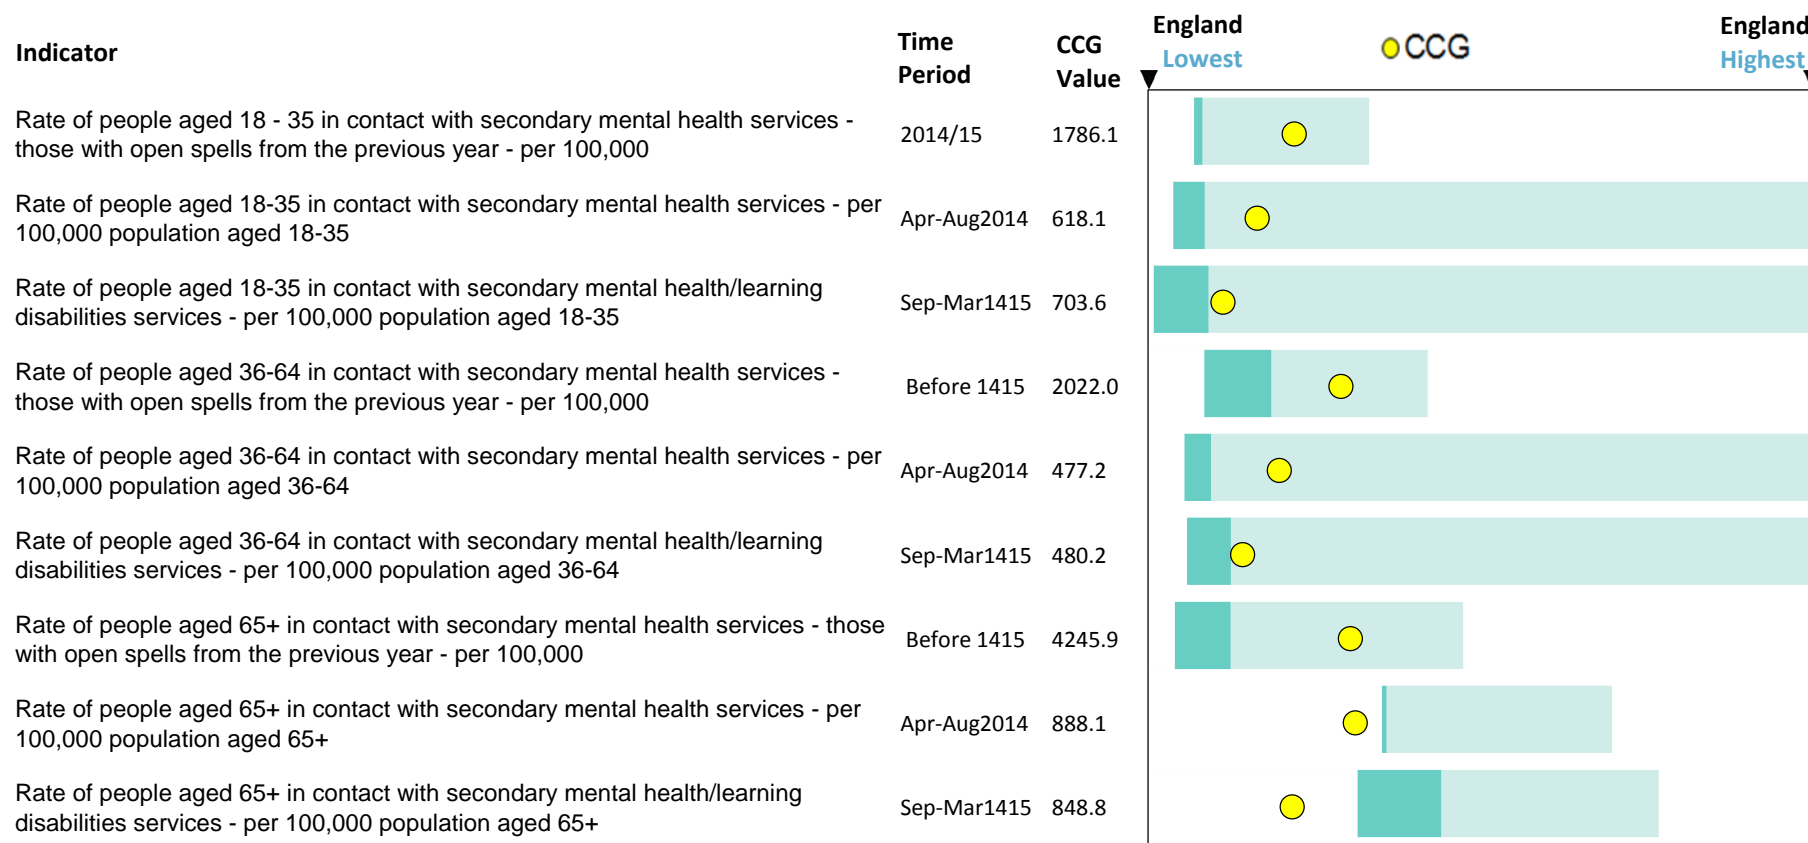 Indicator
Time
Period
CCG
Value
England
Lowest
CCG
England
Highest
Rate of people aged 18 - 35 in contact with secondary mental health services -
those with open spells from the previous year - per 100,000
2014/15
1786.1
Rate of people aged 18-35 in contact with secondary mental health services - per
100,000 population aged 18-35
Apr-Aug2014
618.1
Rate of people aged 18-35 in contact with secondary mental health/learning
disabilities services - per 100,000 population aged 18-35
Sep-Mar1415
703.6
Rate of people aged 36-64 in contact with secondary mental health services -
those with open spells from the previous year - per 100,000
Before 1415
2022.0
Rate of people aged 36-64 in contact with secondary mental health services - per
100,000 population aged 36-64
Apr-Aug2014
477.2
Rate of people aged 36-64 in contact with secondary mental health/learning
disabilities services - per 100,000 population aged 36-64
Sep-Mar1415
480.2
Rate of people aged 65+ in contact with secondary mental health services - those
with open spells from the previous year - per 100,000
Before 1415
4245.9
Rate of people aged 65+ in contact with secondary mental health services - per
100,000 population aged 65+
Apr-Aug2014
888.1
Rate of people aged 65+ in contact with secondary mental health/learning
disabilities services - per 100,000 population aged 65+
Sep-Mar1415
848.8